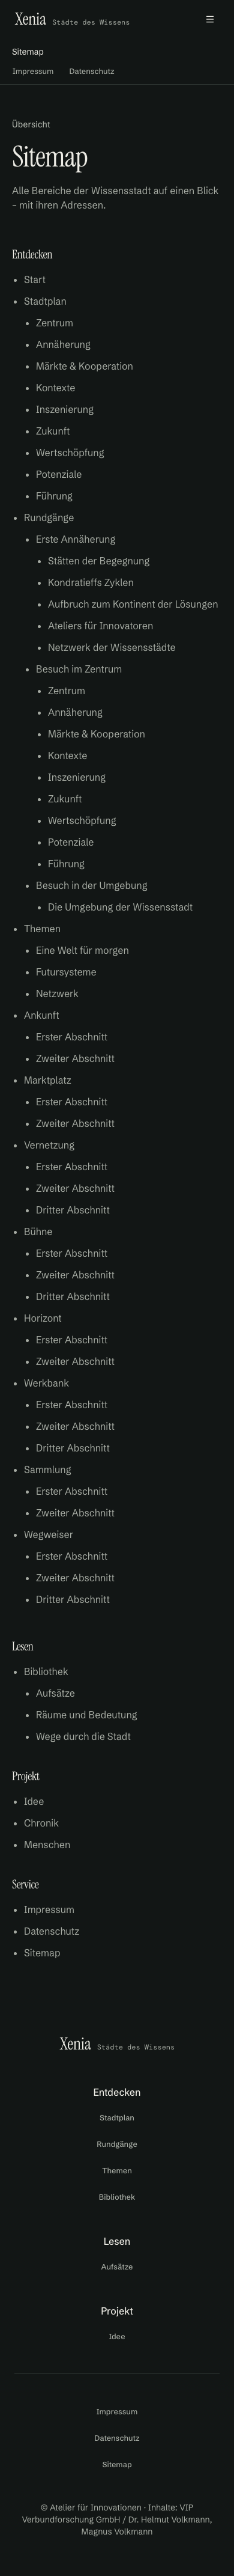 Xenia Städte des Wissens
Sitemap
Impressum Datenschutz
Übersicht
Sitemap
Alle Bereiche der Wissensstadt auf einen Blick
– mit ihren Adressen.
Entdecken
Start
Stadtplan
Zentrum
Annäherung
Märkte & Kooperation
Kontexte
Inszenierung
Zukunft
Wertschöpfung
Potenziale
Führung
Rundgänge
Erste Annäherung
Stätten der Begegnung
Kondratieffs Zyklen
Aufbruch zum Kontinent der Lösungen
Ateliers für Innovatoren
Netzwerk der Wissensstädte
Besuch im Zentrum
Zentrum
Annäherung
Märkte & Kooperation
Kontexte
Inszenierung
Zukunft
Wertschöpfung
Potenziale
Führung
Besuch in der Umgebung
Die Umgebung der Wissensstadt
Themen
Eine Welt für morgen
Futursysteme
Netzwerk
Ankunft
Erster Abschnitt
Zweiter Abschnitt
Marktplatz
Erster Abschnitt
Zweiter Abschnitt
Vernetzung
Erster Abschnitt
Zweiter Abschnitt
Dritter Abschnitt
Bühne
Erster Abschnitt
Zweiter Abschnitt
Dritter Abschnitt
Horizont
Erster Abschnitt
Zweiter Abschnitt
Werkbank
Erster Abschnitt
Zweiter Abschnitt
Dritter Abschnitt
Sammlung
Erster Abschnitt
Zweiter Abschnitt
Wegweiser
Erster Abschnitt
Zweiter Abschnitt
Dritter Abschnitt
Lesen
Bibliothek
Aufsätze
Räume und Bedeutung
Wege durch die Stadt
Projekt
Idee
Chronik
Menschen
Service
Impressum
Datenschutz
Sitemap
Xenia Städte des Wissens
Entdecken
Stadtplan
Rundgänge
Themen
Bibliothek
Lesen
Aufsätze
Projekt
Idee
Impressum
Datenschutz
Sitemap
© Atelier für Innovationen · Inhalte: VIP
Verbundforschung GmbH / Dr. Helmut Volkmann,
Magnus Volkmann